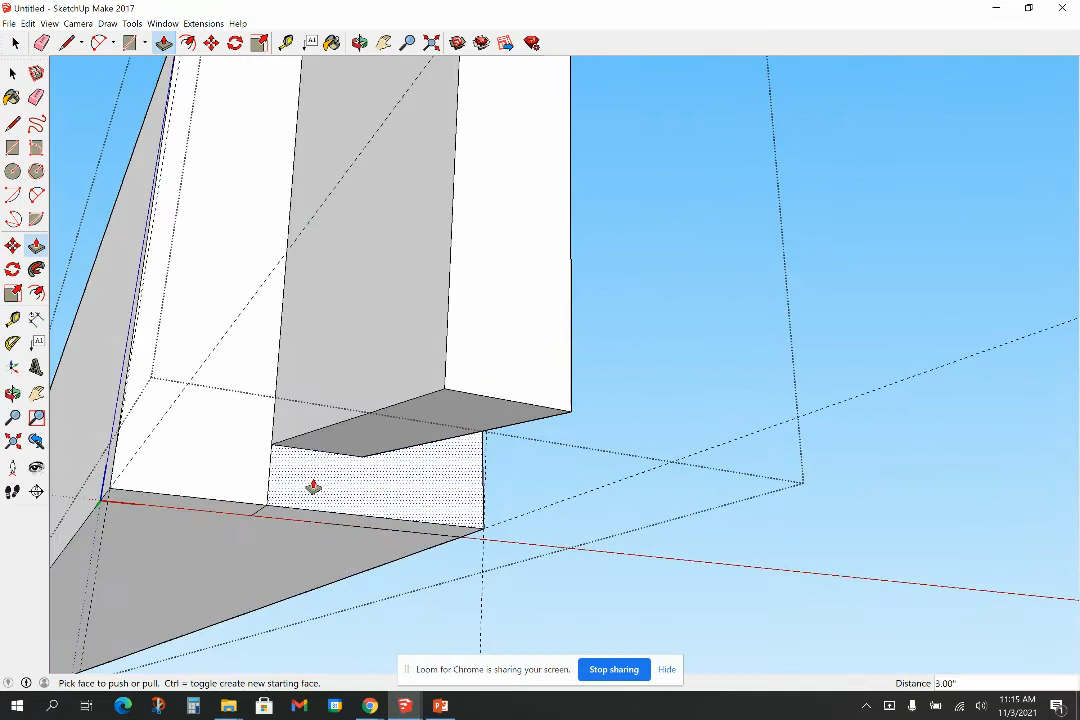 Untitled - SketchUp Make 2017
File Edit View Camera Draw Tools Window Extensions Help
A1
A1
Loom for Chrome is sharing your screen. Stop sharing Hide
Pick face to push or pull. Ctrl = toggle create new starting face. Distance 3.00"
11:15 AM
11/3/2021